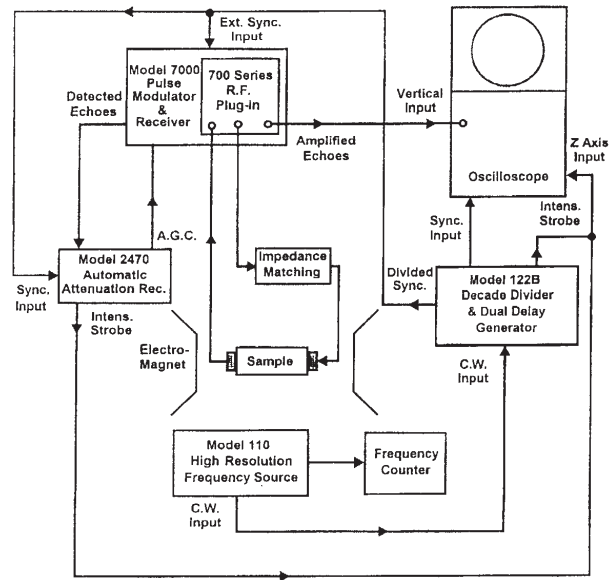 Ext. Sync.
Input
Model 7000
Pulse
Modulator
&
Receiver
700 Series
R.F.
Plug-in
Detected
Echoes
Vertical
Input
Amplified
Echoes
Z Axis
Input
Oscilloscope
Intens.
Strobe
Sync.
Input
A.G.C.
Model 2470
Automatic
Attenuation Rec.
Impedance
Matching
Divided
Sync.
Model 122B
Decade Divider
& Dual Delay
Generator
Sync.
Input
Intens.
Strobe
Electro-
Magnet
Sample
C.W.
Input
Model 110
High Resolution
Frequency Source
Frequency
Counter
C.W.
Input